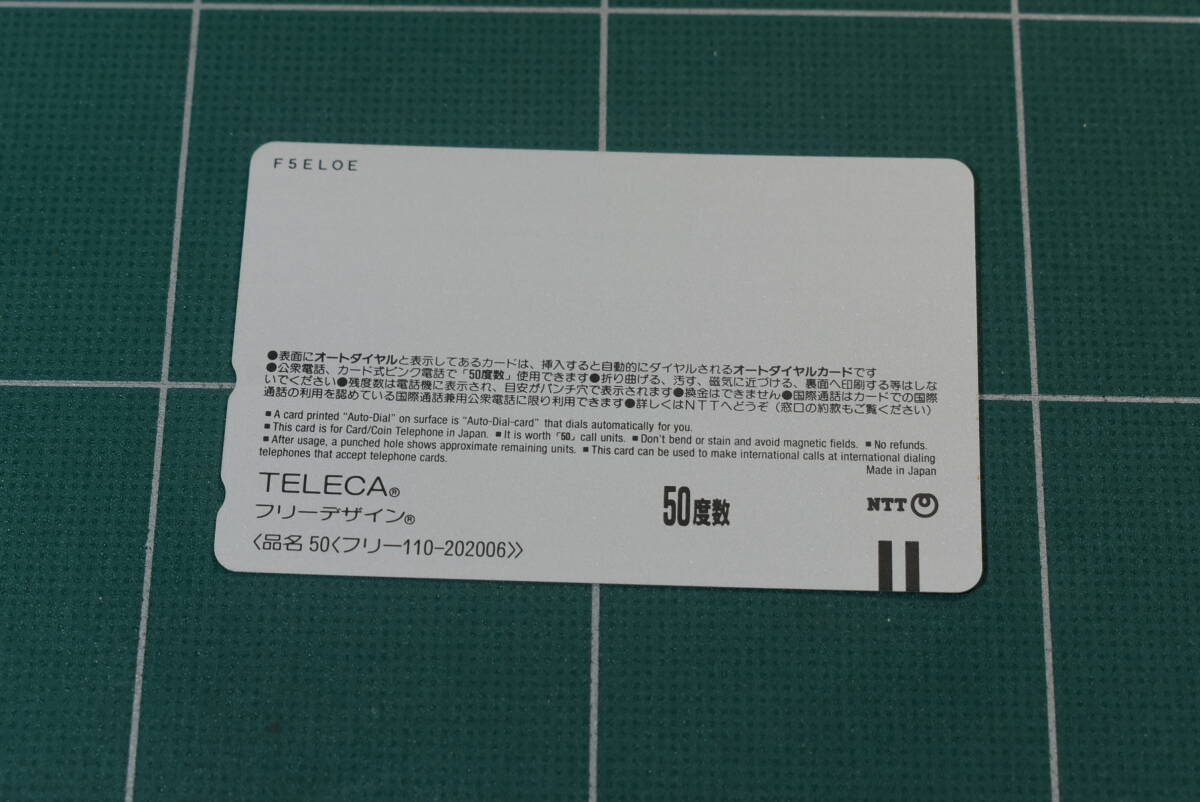 F5ELOE
●表面にオートダイヤルと表示してあるカードは、挿入すると自動的にダイヤルされるオートダイヤルカードです
●公衆電話、カード式ピンク電話で「50度数」使用できます●折り曲げる、汚す、磁気に近づける、裏面へ印刷する等はしな
いでください●残度数は電話機に表示され、目安がパンチ穴で表示されます●換金はできません●国際通話はカードでの国際
通話の利用を認めている国際通話兼用公衆電話に限り利用できます●詳しくはNTTへどうぞ（窓口の約款もご覧ください）
■ A card printed "Auto-Dial" on surface is "Auto-Dial-card" that dials automatically for you.
■ This card is for Card/Coin Telephone in Japan. ■ It is worth「50」call units. ■ Don't bend or stain and avoid magnetic fields. ■ No refunds.
■ After usage, a punched hole shows approximate remaining units. ■ This card can be used to make international calls at international dialing
telephones that accept telephone cards.
Made in Japan
TELECA®
フリーデザイン®
50度数
NTT
〈品名 50〈フリー110-202006〉〉